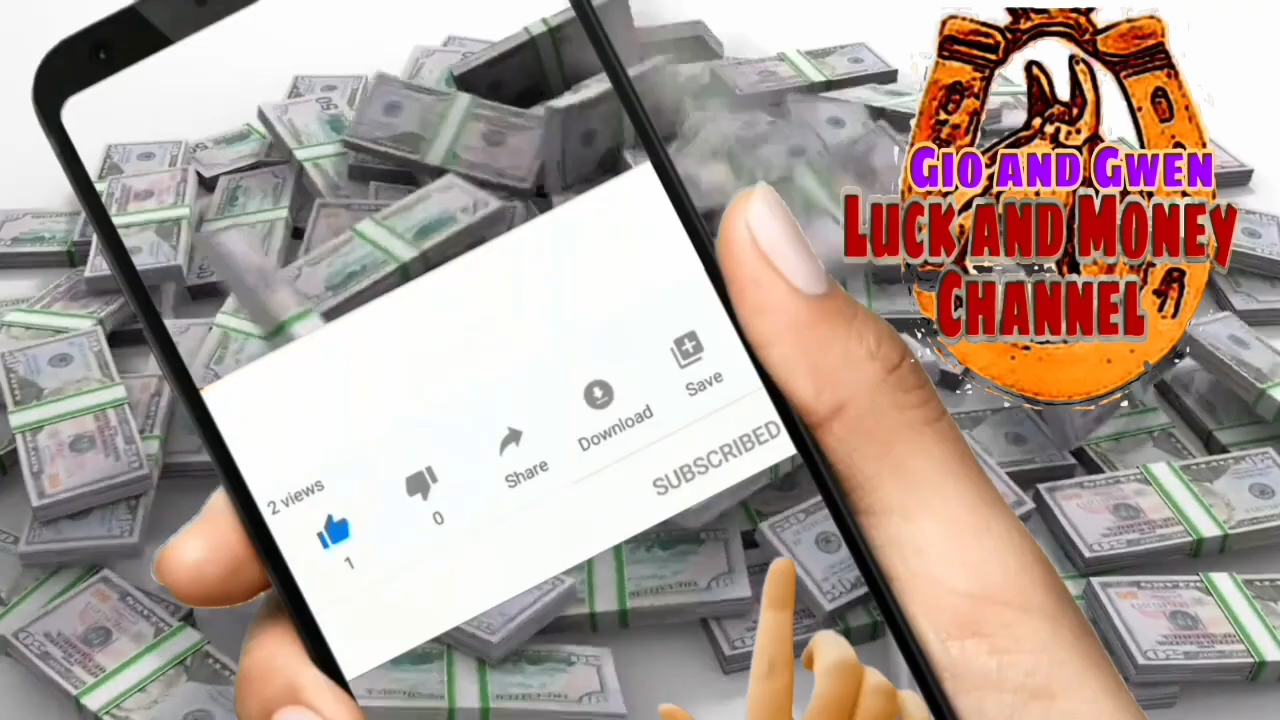 GIO AND GWEN
LUCK AND MONEY
CHANNEL
2 views
1
0
Share
Download
Save
SUBSCRIBED